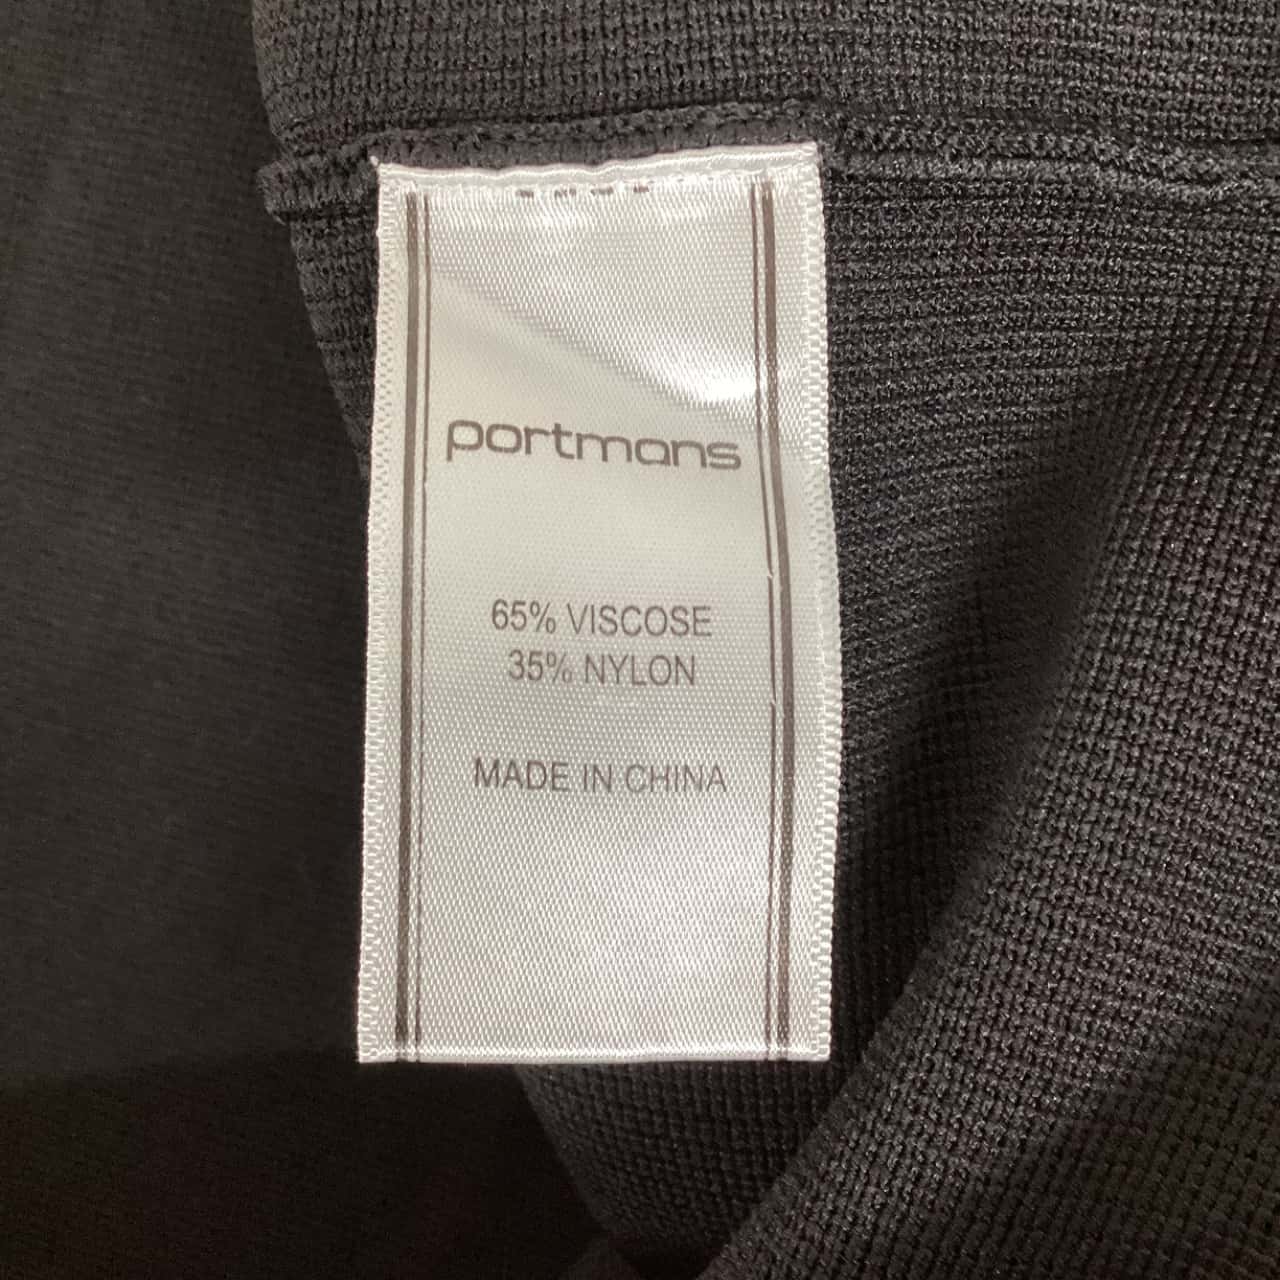 portmans
65% VISCOSE
35% NYLON
MADE IN CHINA